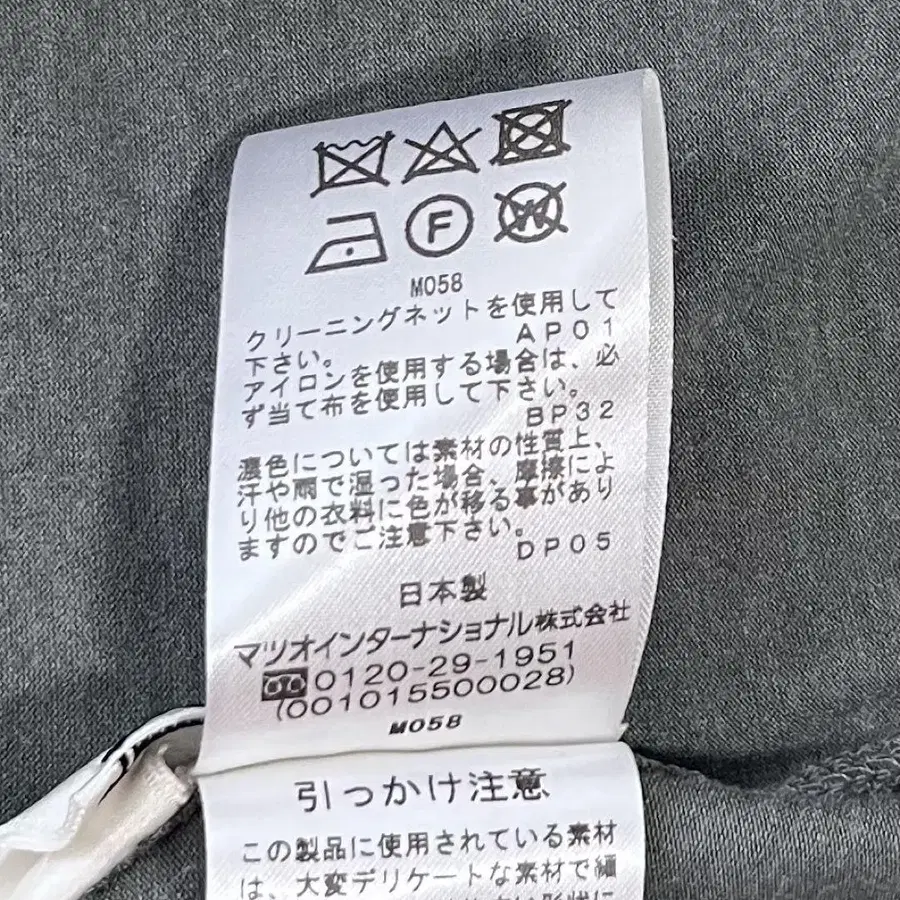 F W
M058
クリーニングネットを使用して
下さい。 AP01
アイロンを使用する場合は、必
ず当て布を使用して下さい。
BP32
濃色については素材の性質上、
汗や雨で湿った場合、摩擦によ
り他の衣料に色が移る事があり
ますのでご注意下さい。
DP05
日本製
マツオインターナショナル株式会社
0120-29-1951
(001015500028)
M058
引っかけ注意
この製品に使用されている素材
は、大変デリケートな素材で細